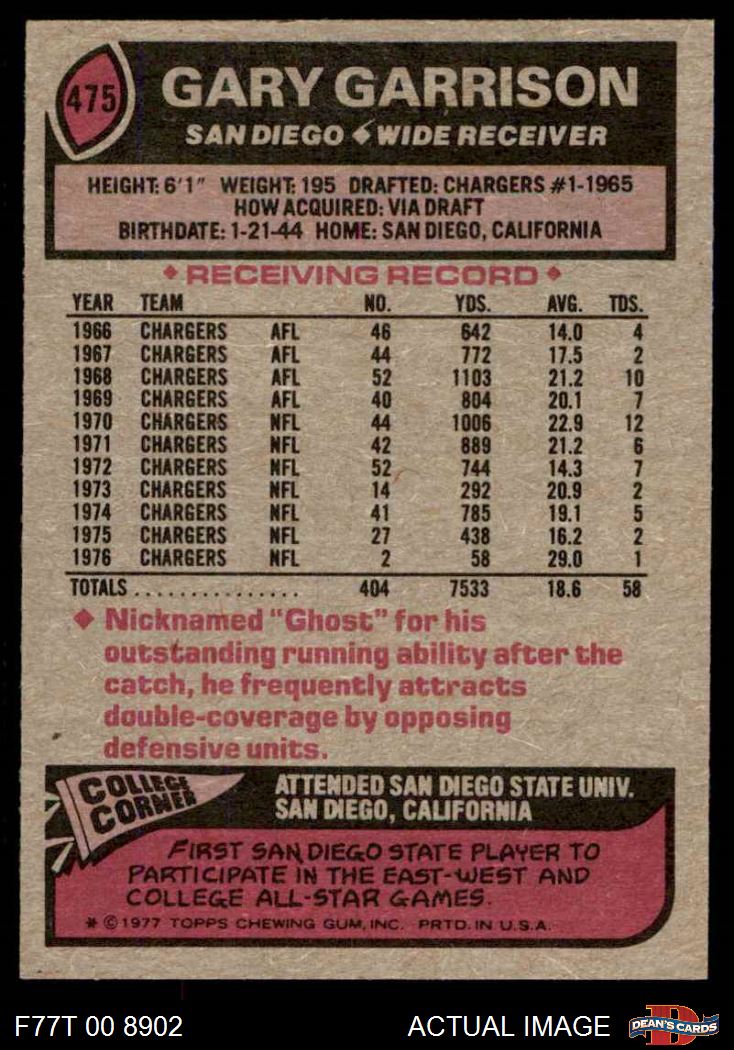 475
GARY GARRISON
SAN DIEGO WIDE RECEIVER
HEIGHT: 6'1" WEIGHT: 195 DRAFTED: CHARGERS #1-1965
HOW ACQUIRED: VIA DRAFT
BIRTHDATE: 1-21-44 HOME: SAN DIEGO, CALIFORNIA
◆ RECEIVING RECORD ◆
YEAR TEAM NO. YDS. AVG. TDS.
1966 CHARGERS AFL 46 642 14.0 4
1967 CHARGERS AFL 44 772 17.5 2
1968 CHARGERS AFL 52 1103 21.2 10
1969 CHARGERS AFL 40 804 20.1 7
1970 CHARGERS NFL 44 1006 22.9 12
1971 CHARGERS NFL 42 889 21.2 6
1972 CHARGERS NFL 52 744 14.3 7
1973 CHARGERS NFL 14 292 20.9 2
1974 CHARGERS NFL 41 785 19.1 5
1975 CHARGERS NFL 27 438 16.2 2
1976 CHARGERS NFL 2 58 29.0 1
TOTALS ............... 404 7533 18.6 58
◆ Nicknamed "Ghost" for his
outstanding running ability after the
catch, he frequently attracts
double-coverage by opposing
defensive units.
COLLEGE
CORNER
ATTENDED SAN DIEGO STATE UNIV.
SAN DIEGO, CALIFORNIA
FIRST SAN DIEGO STATE PLAYER TO
PARTICIPATE IN THE EAST-WEST AND
COLLEGE ALL-STAR GAMES.
* © 1977 TOPPS CHEWING GUM, INC. PRTD. IN U.S.A.
F77T 00 8902
ACTUAL IMAGE
D
DEAN'S CARDS